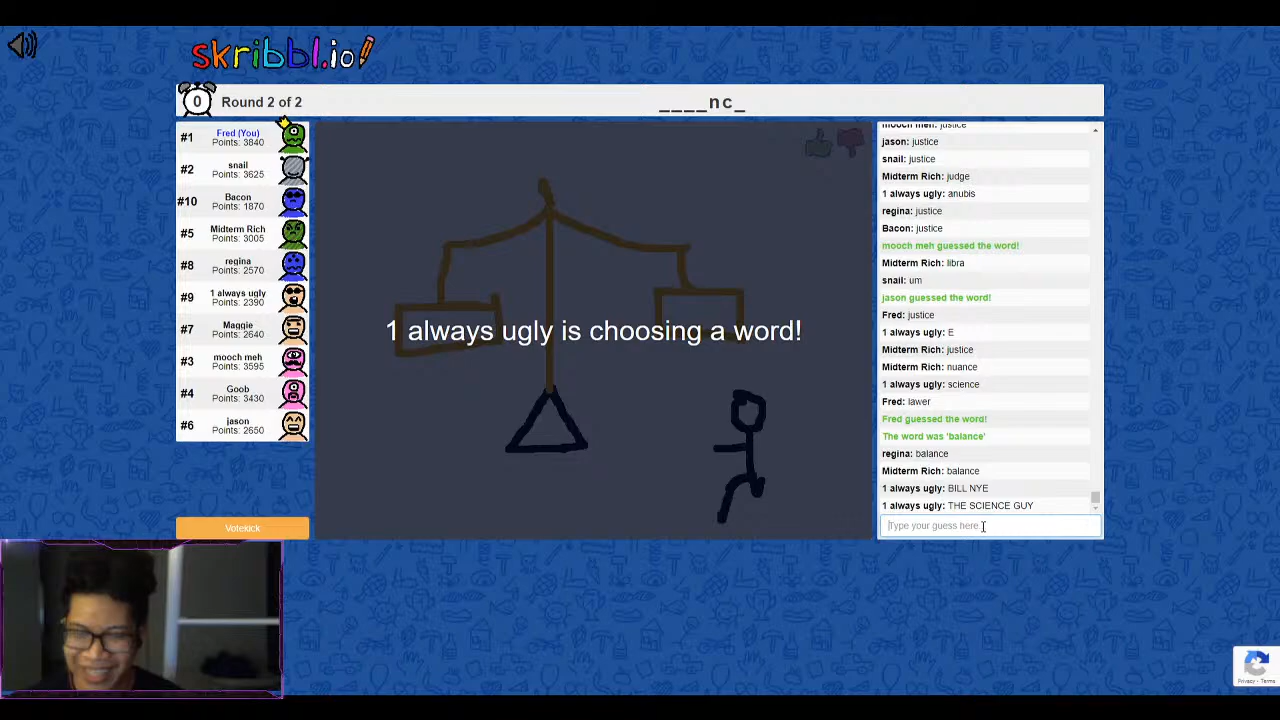 skribbl.io
0
Round 2 of 2
____nc_
#1
Fred (You)
Points: 3840
#2
snail
Points: 3625
#10
Bacon
Points: 1870
#5
Midterm Rich
Points: 3005
#8
regina
Points: 2570
#9
1 always ugly
Points: 2390
#7
Maggie
Points: 2640
#3
mooch meh
Points: 3595
#4
Goob
Points: 3430
#6
jason
Points: 2650
Votekick
1 always ugly is choosing a word!
mooch meh: justice
jason: justice
snail: justice
Midterm Rich: judge
1 always ugly: anubis
regina: justice
Bacon: justice
mooch meh guessed the word!
Midterm Rich: libra
snail: um
jason guessed the word!
Fred: justice
1 always ugly: E
Midterm Rich: justice
Midterm Rich: nuance
1 always ugly: science
Fred: lawer
Fred guessed the word!
The word was 'balance'
regina: balance
Midterm Rich: balance
1 always ugly: BILL NYE
1 always ugly: THE SCIENCE GUY
Type your guess here
Privacy - Terms